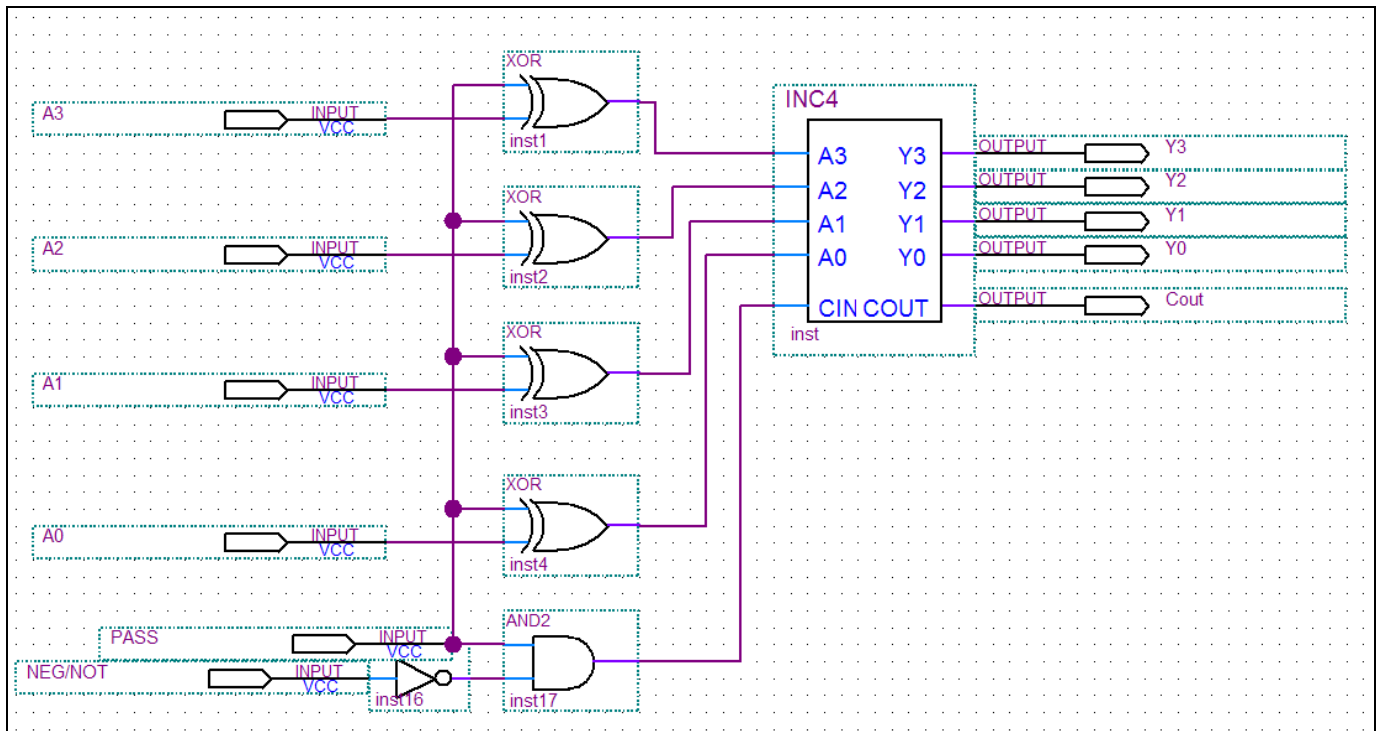 XOR
A3 INPUT
VCC
inst1
XOR
A2 INPUT
VCC
inst2
XOR
A1 INPUT
VCC
inst3
XOR
A0 INPUT
VCC
inst4
PASS INPUT
VCC
NEG/NOT INPUT
VCC
inst16
AND2
inst17
INC4
A3 Y3
A2 Y2
A1 Y1
A0 Y0
CIN COUT
inst
OUTPUT Y3
OUTPUT Y2
OUTPUT Y1
OUTPUT Y0
OUTPUT Cout